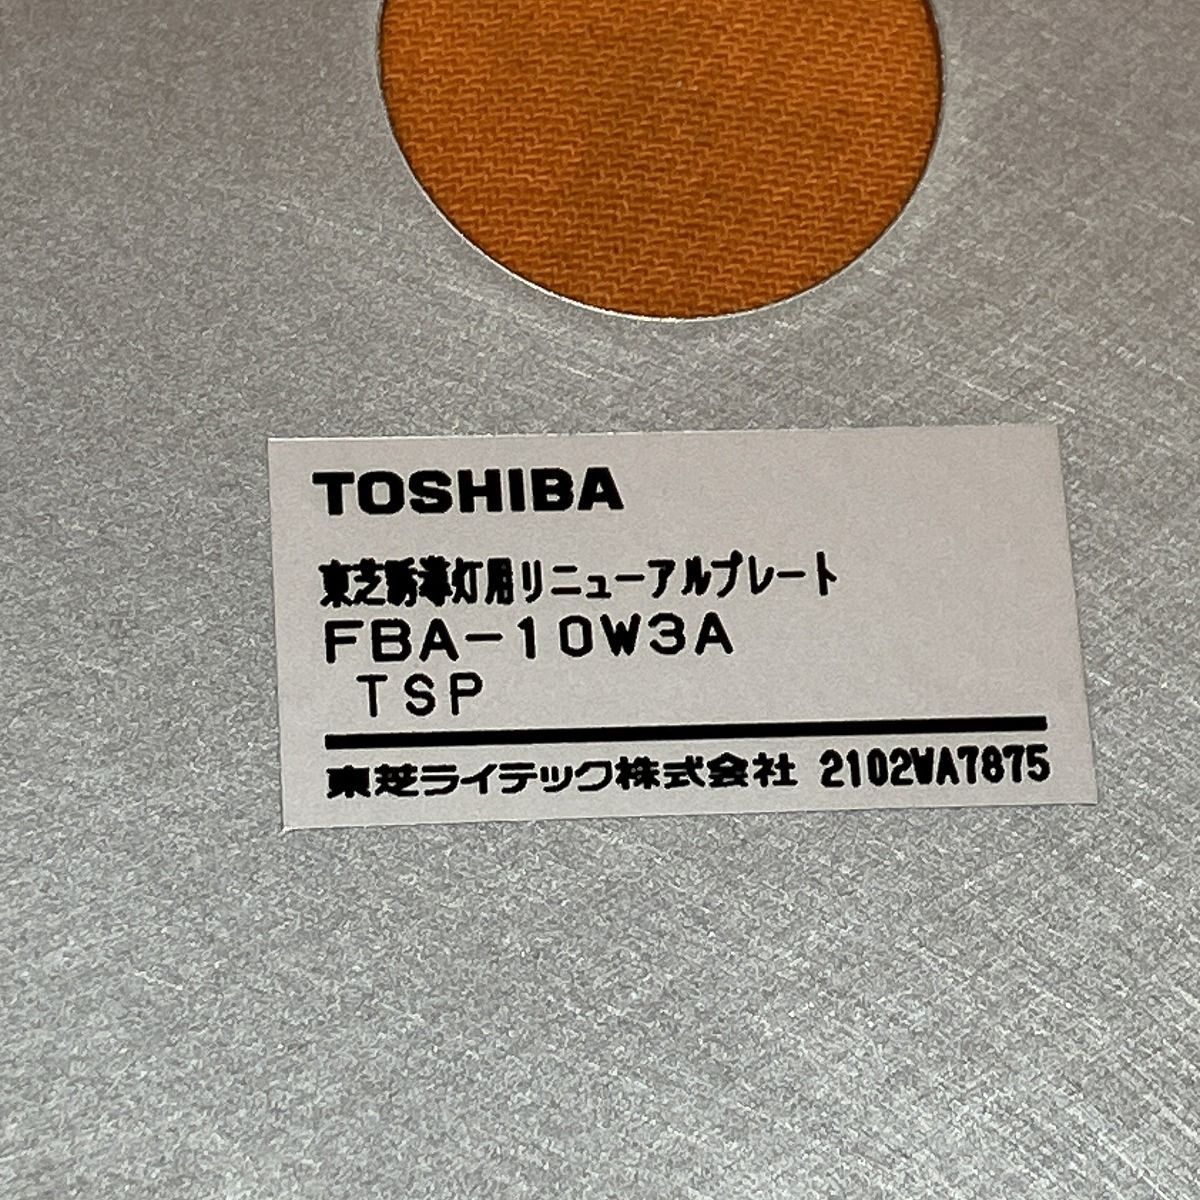 TOSHIBA
東芝誘導灯用リニューアルプレート
FBA-10W3A
TSP
東芝ライテック株式会社 2102WA7875